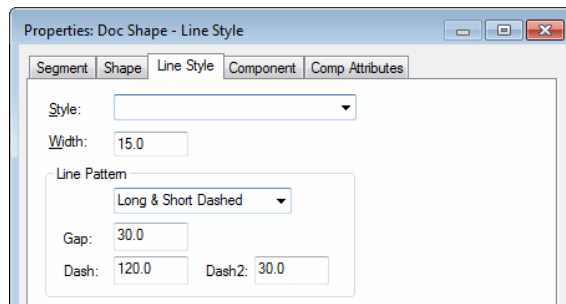 Properties: Doc Shape - Line Style
Segment Shape Line Style Component Comp Attributes
Style:
Width: 15.0
Line Pattern
Long & Short Dashed
Gap: 30.0
Dash: 120.0 Dash2: 30.0